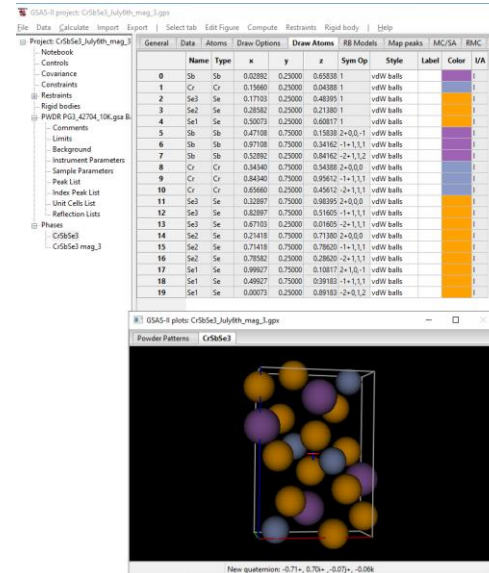 GSAS-II project: CrSbSe3_July6th_mag_3.gpx
File Data Calculate Import Export | Select tab Edit Figure Compute Restraints Rigid body | Help
Project: CrSbSe3_July6th_mag_3
Notebook
Controls
Covariance
Constraints
Restraints
Rigid bodies
PWDR PG3_42704_10K.gsa B
Comments
Limits
Background
Instrument Parameters
Sample Parameters
Peak List
Index Peak List
Unit Cells List
Reflection Lists
Phases
CrSbSe3
CrSbSe3 mag_3
General Data Atoms Draw Options Draw Atoms RB Models Map peaks MC/SA RMC
Name Type x y z Sym Op Style Label Color I/A
0 Sb Sb 0.02892 0.25000 0.65838 1 vdW balls I
1 Cr Cr 0.15660 0.25000 0.04388 1 vdW balls I
2 Se3 Se 0.17103 0.25000 0.48395 1 vdW balls I
3 Se2 Se 0.28582 0.25000 0.21380 1 vdW balls I
4 Se1 Se 0.50073 0.25000 0.60817 1 vdW balls I
5 Sb Sb 0.47108 0.75000 0.15838 2+0,0,-1 vdW balls I
6 Sb Sb 0.97108 0.75000 0.34162 -1+1,1,1 vdW balls I
7 Sb Sb 0.52892 0.25000 0.84162 -2+1,1,2 vdW balls I
8 Cr Cr 0.34340 0.75000 0.54388 2+0,0,0 vdW balls I
9 Cr Cr 0.84340 0.75000 0.95612 -1+1,1,1 vdW balls I
10 Cr Cr 0.65660 0.25000 0.45612 -2+1,1,1 vdW balls I
11 Se3 Se 0.32897 0.75000 0.98395 2+0,0,0 vdW balls I
12 Se3 Se 0.82897 0.75000 0.51605 -1+1,1,1 vdW balls I
13 Se3 Se 0.67103 0.25000 0.01605 -2+1,1,1 vdW balls I
14 Se2 Se 0.21418 0.75000 0.71380 2+0,0,0 vdW balls I
15 Se2 Se 0.71418 0.75000 0.78620 -1+1,1,1 vdW balls I
16 Se2 Se 0.78582 0.25000 0.28620 -2+1,1,1 vdW balls I
17 Se1 Se 0.99927 0.75000 0.10817 2+1,0,-1 vdW balls I
18 Se1 Se 0.49927 0.75000 0.39183 -1+1,1,1 vdW balls I
19 Se1 Se 0.00073 0.25000 0.89183 -2+0,1,2 vdW balls I
GSAS-II plots: CrSbSe3_July6th_mag_3.gpx
Powder Patterns CrSbSe3
New quaternion: -0.71+, 0.70i+ ,-0.07j+, -0.06k